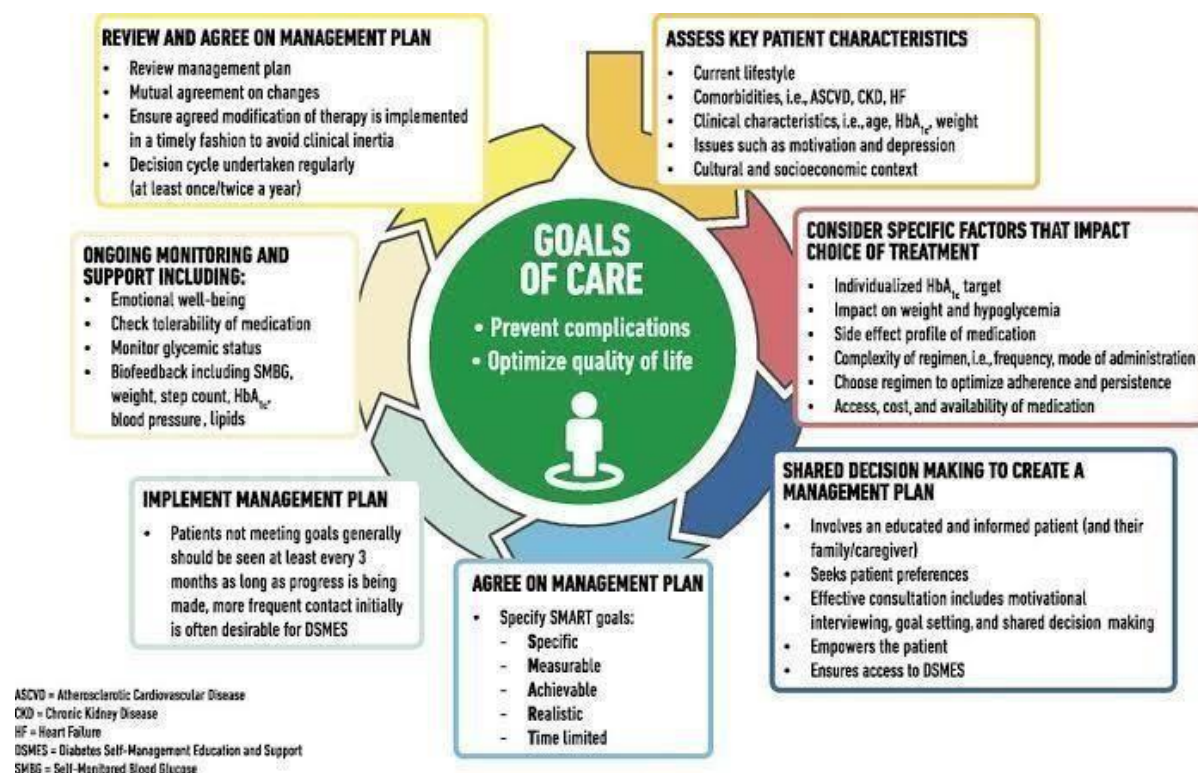 REVIEW AND AGREE ON MANAGEMENT PLAN
• Review management plan
• Mutual agreement on changes
• Ensure agreed modification of therapy is implemented
in a timely fashion to avoid clinical inertia
• Decision cycle undertaken regularly
(at least once/twice a year)
ASSESS KEY PATIENT CHARACTERISTICS
• Current lifestyle
• Comorbidities, i.e., ASCVD, CKD, HF
• Clinical characteristics, i.e., age, HbA1c, weight
• Issues such as motivation and depression
• Cultural and socioeconomic context
CONSIDER SPECIFIC FACTORS THAT IMPACT
CHOICE OF TREATMENT
• Individualized HbA1c target
• Impact on weight and hypoglycemia
• Side effect profile of medication
• Complexity of regimen, i.e., frequency, mode of administration
• Choose regimen to optimize adherence and persistence
• Access, cost, and availability of medication
SHARED DECISION MAKING TO CREATE A
MANAGEMENT PLAN
• Involves an educated and informed patient (and their
family/caregiver)
• Seeks patient preferences
• Effective consultation includes motivational
interviewing, goal setting, and shared decision making
• Empowers the patient
• Ensures access to DSMES
AGREE ON MANAGEMENT PLAN
• Specify SMART goals:
- Specific
- Measurable
- Achievable
- Realistic
- Time limited
IMPLEMENT MANAGEMENT PLAN
• Patients not meeting goals generally
should be seen at least every 3
months as long as progress is being
made, more frequent contact initially
is often desirable for DSMES
ONGOING MONITORING AND
SUPPORT INCLUDING:
• Emotional well-being
• Check tolerability of medication
• Monitor glycemic status
• Biofeedback including SMBG,
weight, step count, HbA1c,
blood pressure, lipids
GOALS
OF CARE
• Prevent complications
• Optimize quality of life
ASCVD = Atherosclerotic Cardiovascular Disease
CKD = Chronic Kidney Disease
HF = Heart Failure
DSMES = Diabetes Self-Management Education and Support
SMBG = Self-Monitored Blood Glucose